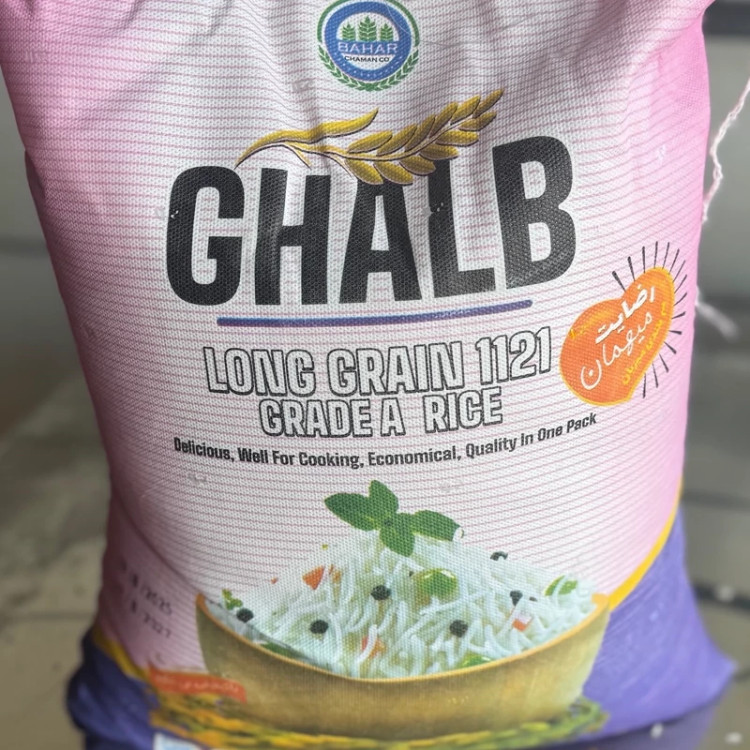 BAHAR
CHAMAN CO
GHALB
LONG GRAIN 1121
GRADE A RICE
Delicious, Well For Cooking, Economical, Quality In One Pack
رضایت
میهمان